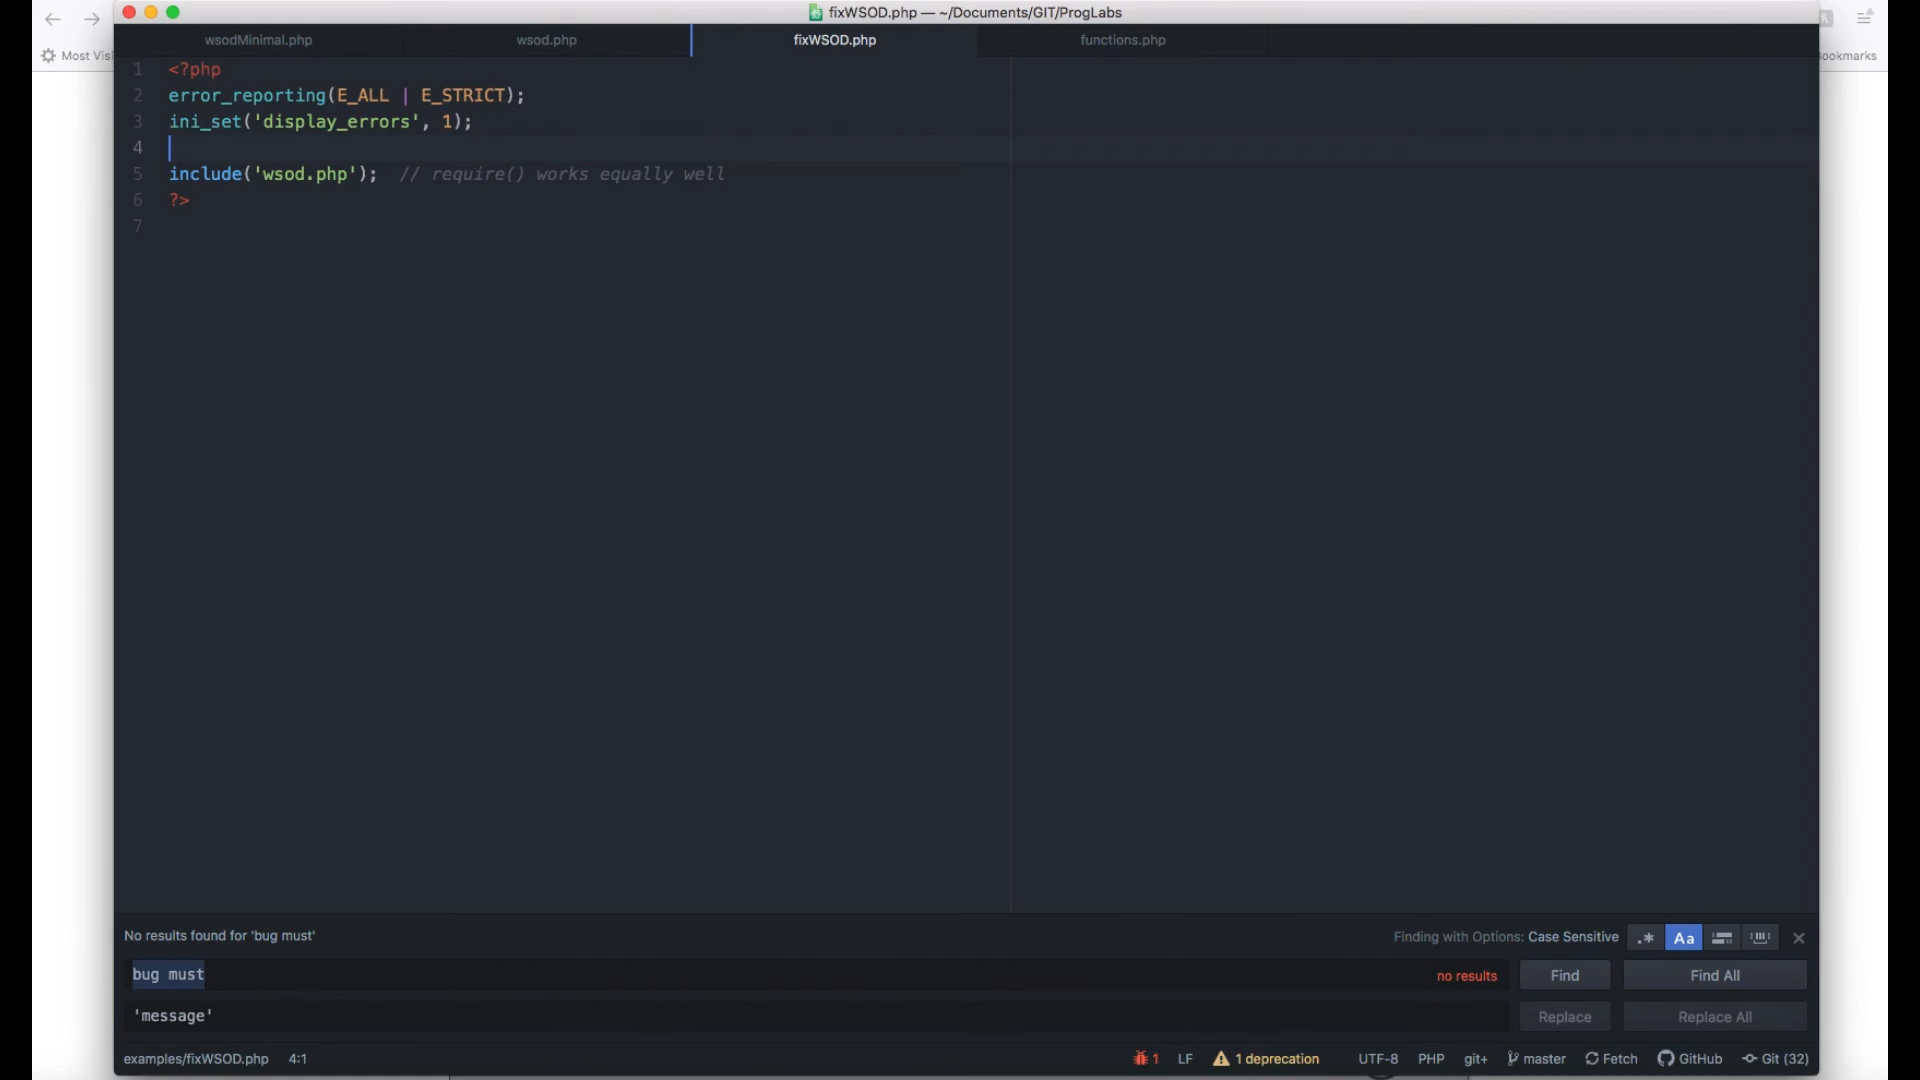 fixWSOD.php — ~/Documents/GIT/ProgLabs
Most Vis
ookmarks
wsodMinimal.php
wsod.php
fixWSOD.php
functions.php
1 <?php
2 error_reporting(E_ALL | E_STRICT);
3 ini_set('display_errors', 1);
4
5 include('wsod.php');  // require() works equally well
6 ?>
7
No results found for 'bug must'
Finding with Options: Case Sensitive
.*
Aa
bug must
no results
Find
Find All
'message'
Replace
Replace All
examples/fixWSOD.php 4:1
1
LF
1 deprecation
UTF-8
PHP
git+
master
Fetch
GitHub
Git (32)